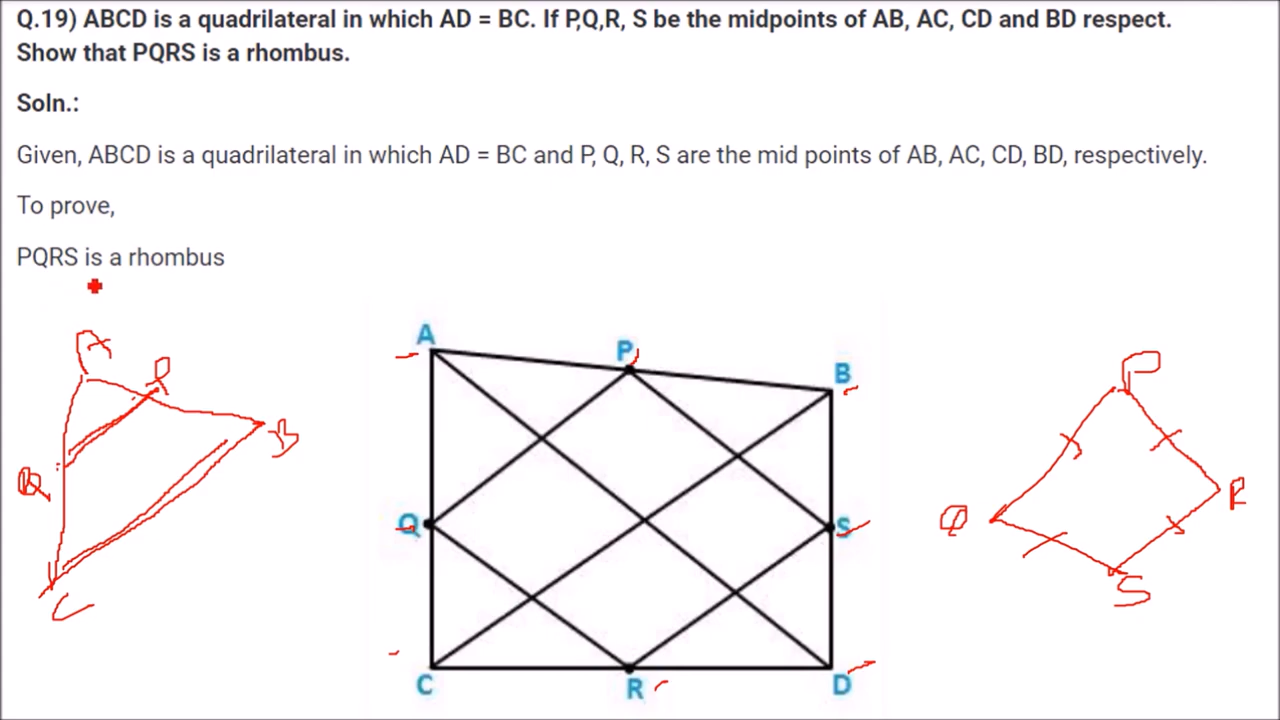 Q.19) ABCD is a quadrilateral in which AD = BC. If P,Q,R, S be the midpoints of AB, AC, CD and BD respect.
Show that PQRS is a rhombus.
Soln.:
Given, ABCD is a quadrilateral in which AD = BC and P, Q, R, S are the mid points of AB, AC, CD, BD, respectively.
To prove,
PQRS is a rhombus
A
P
B
Q
S
C
R
D
B
Q
C
P
Q
R
S